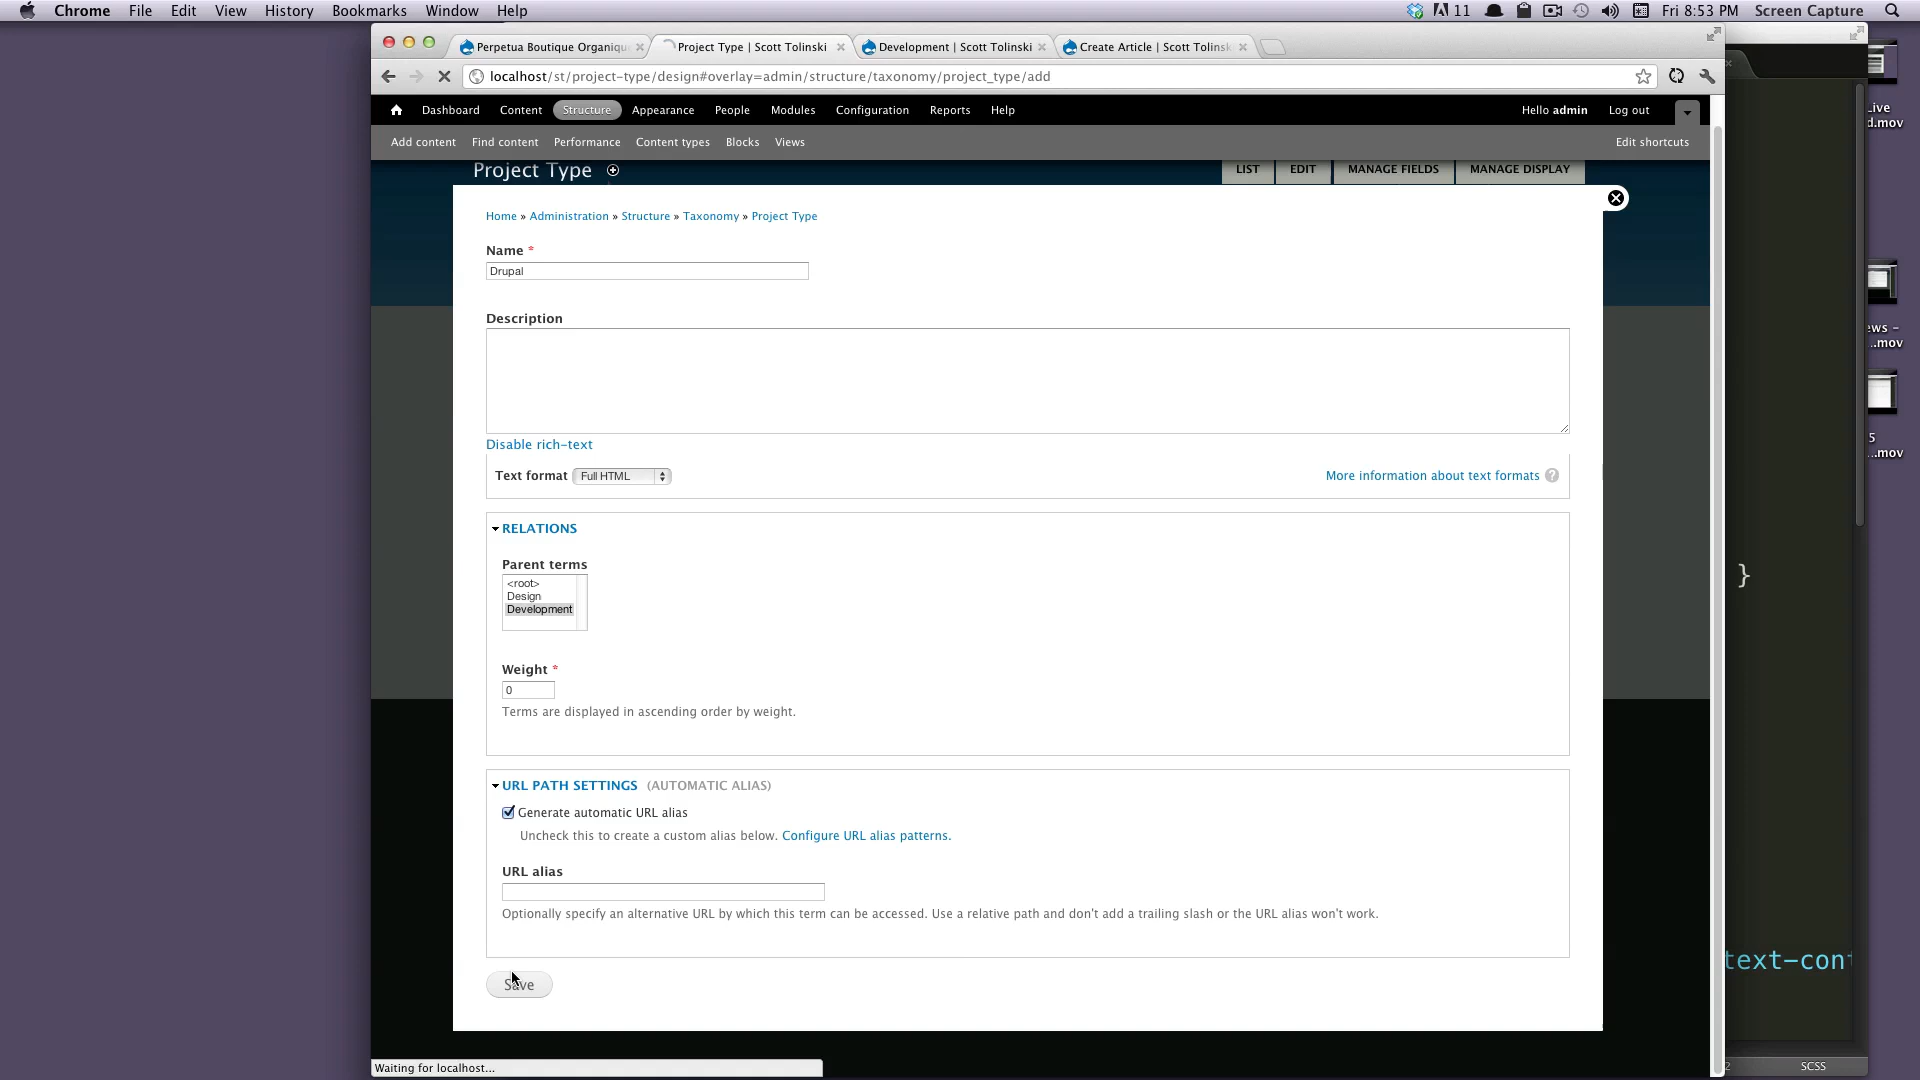 Chrome File Edit View History Bookmarks Window Help 11 Fri 8:53 PM Screen Capture
Perpetua Boutique Organiqu Project Type | Scott Tolinski Development | Scott Tolinski Create Article | Scott Tolinsk
localhost/st/project-type/design#overlay=admin/structure/taxonomy/project_type/add
Dashboard Content Structure Appearance People Modules Configuration Reports Help Hello admin Log out
Add content Find content Performance Content types Blocks Views Edit shortcuts
Project Type LIST EDIT MANAGE FIELDS MANAGE DISPLAY
Home » Administration » Structure » Taxonomy » Project Type
Name *
Drupal
Description
Disable rich-text
Text format Full HTML More information about text formats ?
RELATIONS
Parent terms
<root>
Design
Development
Weight *
0
Terms are displayed in ascending order by weight.
URL PATH SETTINGS (AUTOMATIC ALIAS)
Generate automatic URL alias
Uncheck this to create a custom alias below. Configure URL alias patterns.
URL alias
Optionally specify an alternative URL by which this term can be accessed. Use a relative path and don't add a trailing slash or the URL alias won't work.
Save
Waiting for localhost...
Live
d.mov
ews -
...mov
5
...mov
}
text-con
2 SCSS